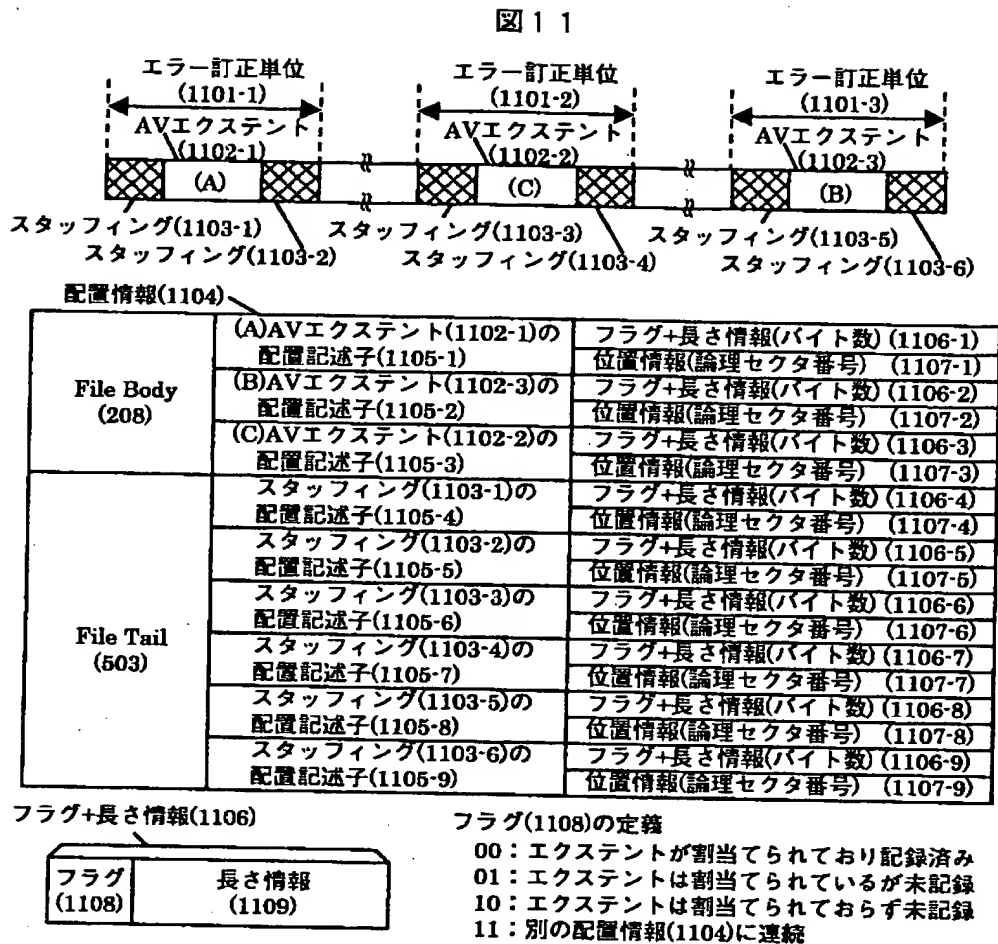 図11
エラー訂正単位
(1101-1)
エラー訂正単位
(1101-2)
エラー訂正単位
(1101-3)
AVエクステント
(1102-1)
AVエクステント
(1102-2)
AVエクステント
(1102-3)
(A)
(C)
(B)
スタッフィング(1103-1)
スタッフィング(1103-2)
スタッフィング(1103-3)
スタッフィング(1103-4)
スタッフィング(1103-5)
スタッフィング(1103-6)
配置情報(1104)
File Body
(208)
(A)AVエクステント(1102-1)の
配置記述子(1105-1)
フラグ+長さ情報(バイト数) (1106-1)
位置情報(論理セクタ番号) (1107-1)
(B)AVエクステント(1102-3)の
配置記述子(1105-2)
フラグ+長さ情報(バイト数) (1106-2)
位置情報(論理セクタ番号) (1107-2)
(C)AVエクステント(1102-2)の
配置記述子(1105-3)
フラグ+長さ情報(バイト数) (1106-3)
位置情報(論理セクタ番号) (1107-3)
File Tail
(503)
スタッフィング(1103-1)の
配置記述子(1105-4)
フラグ+長さ情報(バイト数) (1106-4)
位置情報(論理セクタ番号) (1107-4)
スタッフィング(1103-2)の
配置記述子(1105-5)
フラグ+長さ情報(バイト数) (1106-5)
位置情報(論理セクタ番号) (1107-5)
スタッフィング(1103-3)の
配置記述子(1105-6)
フラグ+長さ情報(バイト数) (1106-6)
位置情報(論理セクタ番号) (1107-6)
スタッフィング(1103-4)の
配置記述子(1105-7)
フラグ+長さ情報(バイト数) (1106-7)
位置情報(論理セクタ番号) (1107-7)
スタッフィング(1103-5)の
配置記述子(1105-8)
フラグ+長さ情報(バイト数) (1106-8)
位置情報(論理セクタ番号) (1107-8)
スタッフィング(1103-6)の
配置記述子(1105-9)
フラグ+長さ情報(バイト数) (1106-9)
位置情報(論理セクタ番号) (1107-9)
フラグ+長さ情報(1106)
フラグ
(1108)
長さ情報
(1109)
フラグ(1108)の定義
00:エクステントが割当てられており記録済み
01:エクステントは割当てられているが未記録
10:エクステントは割当てられておらず未記録
11:別の配置情報(1104)に連続